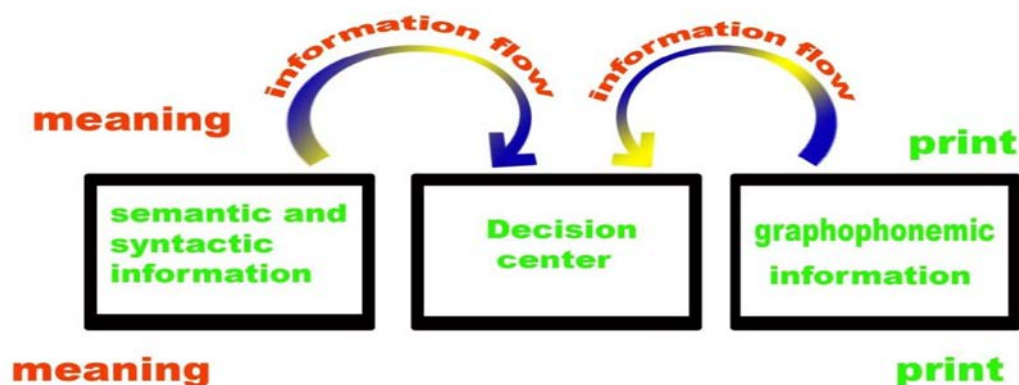 information flow
information flow
meaning
print
semantic and
syntactic
information
Decision
center
graphophonemic
information
meaning
print